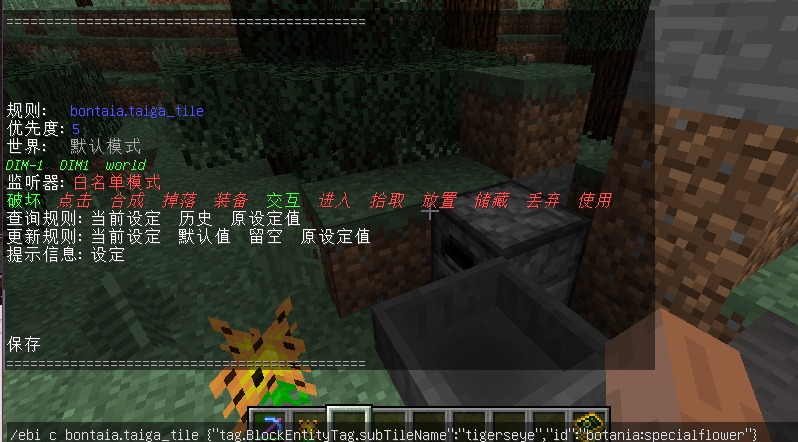 ==========================================
规则: bontaia.taiga_tile
优先度: 5
世界: 默认模式
DIM-1 DIM1 world
监听器: 白名单模式
破坏 点击 合成 掉落 装备 交互 进入 拾取 放置 储藏 丢弃 使用
查询规则: 当前设定 历史 原设定值
更新规则: 当前设定 默认值 留空 原设定值
提示信息: 设定
保存
==========================================
/ebi c bontaia.taiga_tile {"tag.BlockEntityTag.subTileName":"tigerseye","id":"botania:specialflower"}